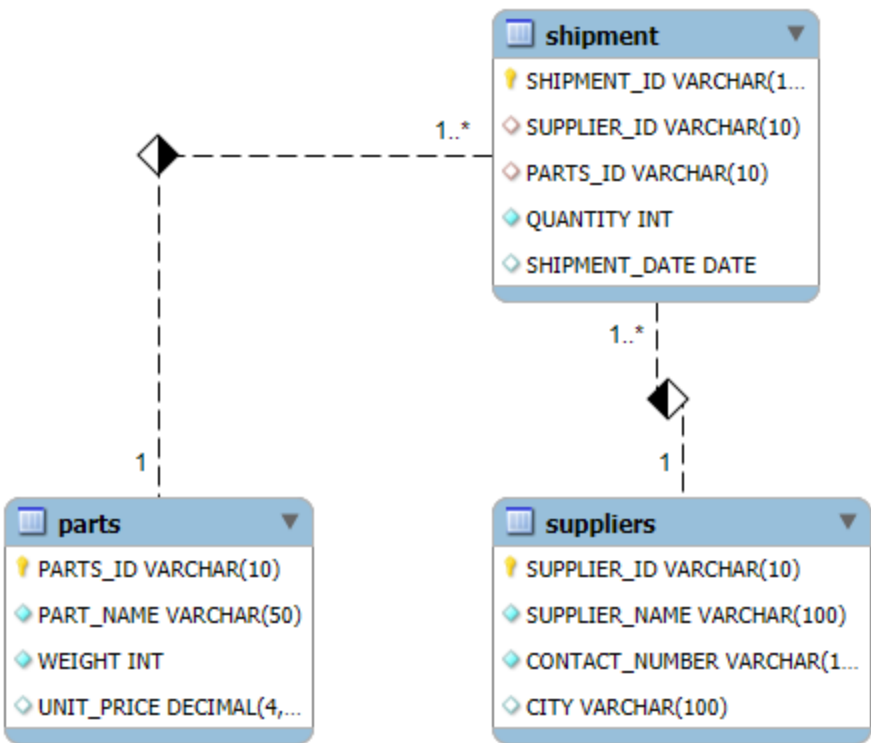 shipment
SHIPMENT_ID VARCHAR(1...
SUPPLIER_ID VARCHAR(10)
PARTS_ID VARCHAR(10)
QUANTITY INT
SHIPMENT_DATE DATE
1..*
1..*
1
1
parts
PARTS_ID VARCHAR(10)
PART_NAME VARCHAR(50)
WEIGHT INT
UNIT_PRICE DECIMAL(4,...
suppliers
SUPPLIER_ID VARCHAR(10)
SUPPLIER_NAME VARCHAR(100)
CONTACT_NUMBER VARCHAR(1...
CITY VARCHAR(100)